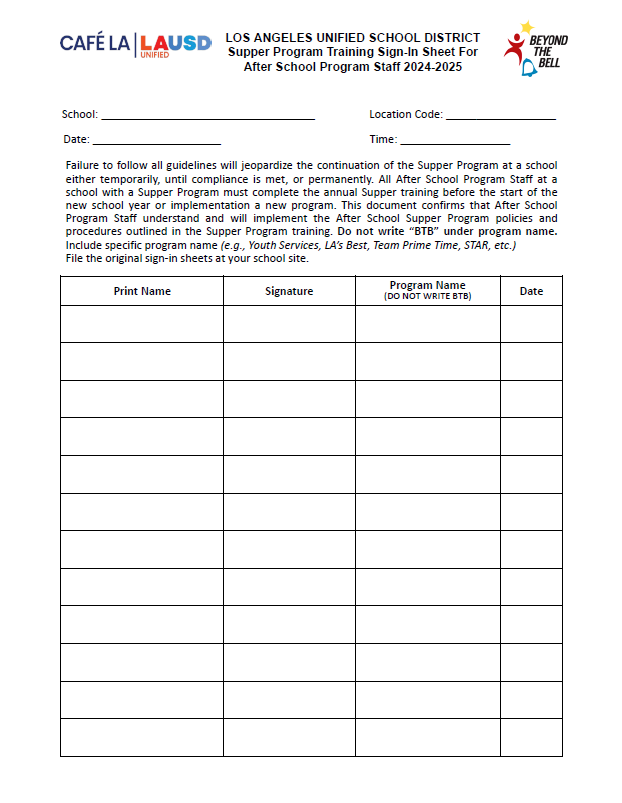 CAFÉ LA | LAUSD
UNIFIED
LOS ANGELES UNIFIED SCHOOL DISTRICT
Supper Program Training Sign-In Sheet For
After School Program Staff 2024-2025
BEYOND
THE
BELL
School: ___________________________________ Location Code: __________________
Date: _____________________ Time: __________________
Failure to follow all guidelines will jeopardize the continuation of the Supper Program at a school
either temporarily, until compliance is met, or permanently. All After School Program Staff at a
school with a Supper Program must complete the annual Supper training before the start of the
new school year or implementation a new program. This document confirms that After School
Program Staff understand and will implement the After School Supper Program policies and
procedures outlined in the Supper Program training. Do not write “BTB” under program name.
Include specific program name (e.g., Youth Services, LA’s Best, Team Prime Time, STAR, etc.)
File the original sign-in sheets at your school site.
Print Name Signature Program Name Date
(DO NOT WRITE BTB)